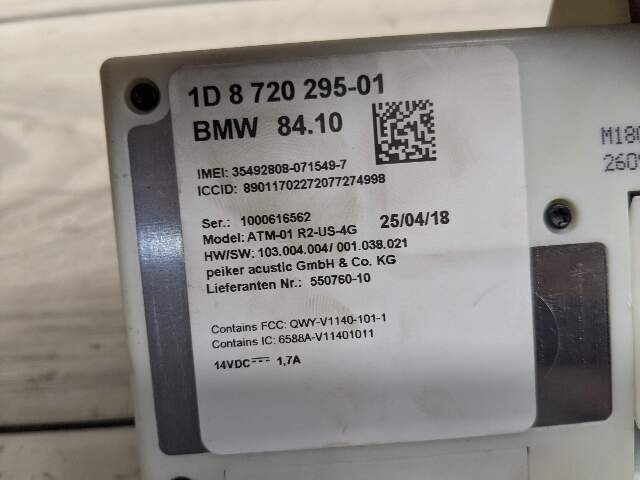 1D 8 720 295-01
BMW 84.10
IMEI: 35492808-071549-7
ICCID: 89011702272077274998
Ser.: 1000616562
Model: ATM-01 R2-US-4G 25/04/18
HW/SW: 103.004.004/ 001.038.021
peiker acustic GmbH & Co. KG
Lieferanten Nr.: 550760-10
Contains FCC: QWY-V1140-101-1
Contains IC: 6588A-V11401011
14VDC⎓ 1,7A
M180
2609